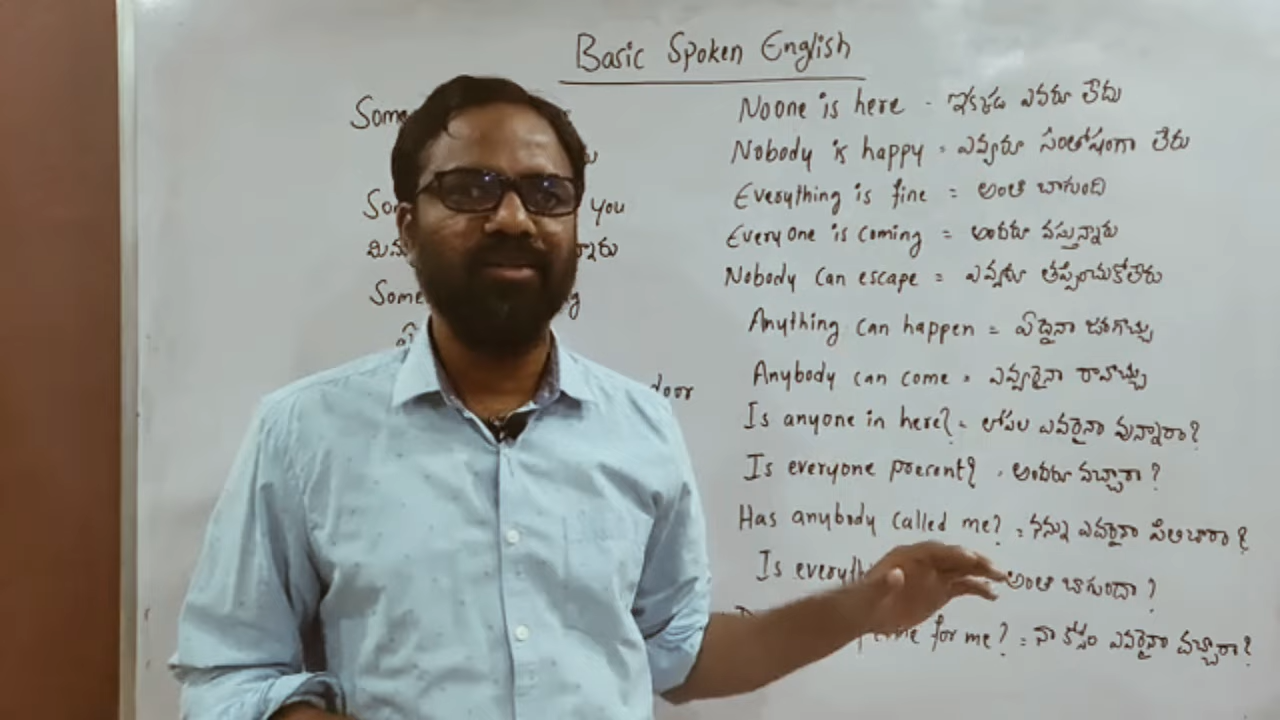 Basic Spoken English
you
door
Noone is here - ఇక్కడ ఎవరూ లేదు
Nobody is happy = ఎవ్వరూ సంతోషంగా లేరు
Everything is fine = అంతా బాగుంది
Everyone is coming = అందరూ వస్తున్నారు
Nobody can escape = ఎవ్వరూ తప్పించుకోలేరు
Anything can happen = ఏదైనా జరగొచ్చు
Anybody can come = ఎవ్వరైనా రావొచ్చు
Is anyone in here? = లోపల ఎవరైనా వున్నారా?
Is everyone present? . అందరూ వచ్చారా?
Has anybody called me? = నన్ను ఎవరైనా పిలిచారా?
Is అంతా బాగుందా?
for me? = నా కోసం ఎవరైనా వచ్చారా?